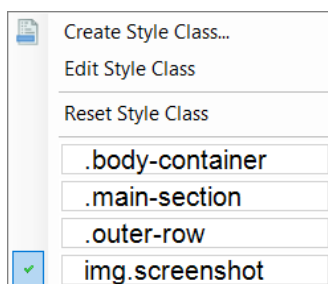 Create Style Class...
Edit Style Class
Reset Style Class
.body-container
.main-section
.outer-row
img.screenshot